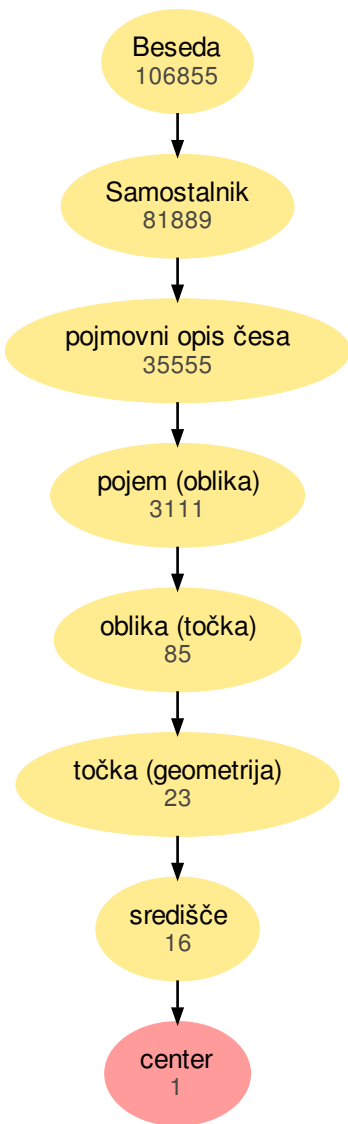 Beseda
106855
Samostalnik
81889
pojmovni opis česa
35555
pojem (oblika)
3111
oblika (točka)
85
točka (geometrija)
23
središče
16
center
1